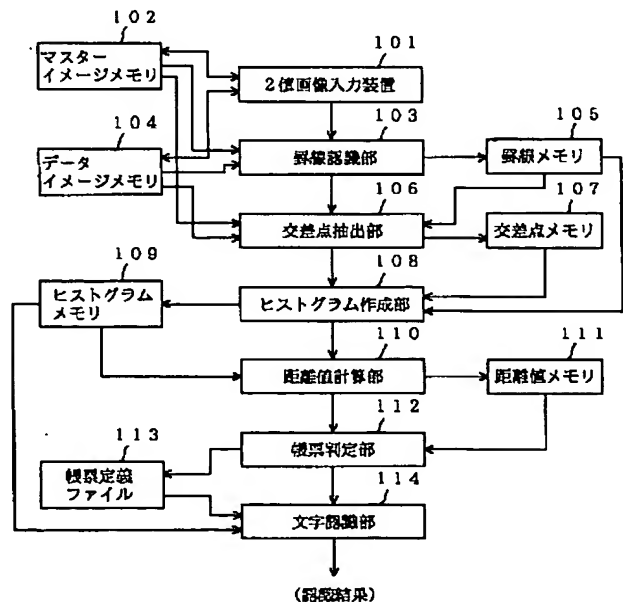 102
マスター
イメージメモリ
101
2値画像入力装置
104
データ
イメージメモリ
103
罫線認識部
105
罫線メモリ
106
交差点抽出部
107
交差点メモリ
109
ヒストグラム
メモリ
108
ヒストグラム作成部
110
距離値計算部
111
距離値メモリ
112
帳票判定部
113
帳票定義
ファイル
114
文字認識部
(認識結果)